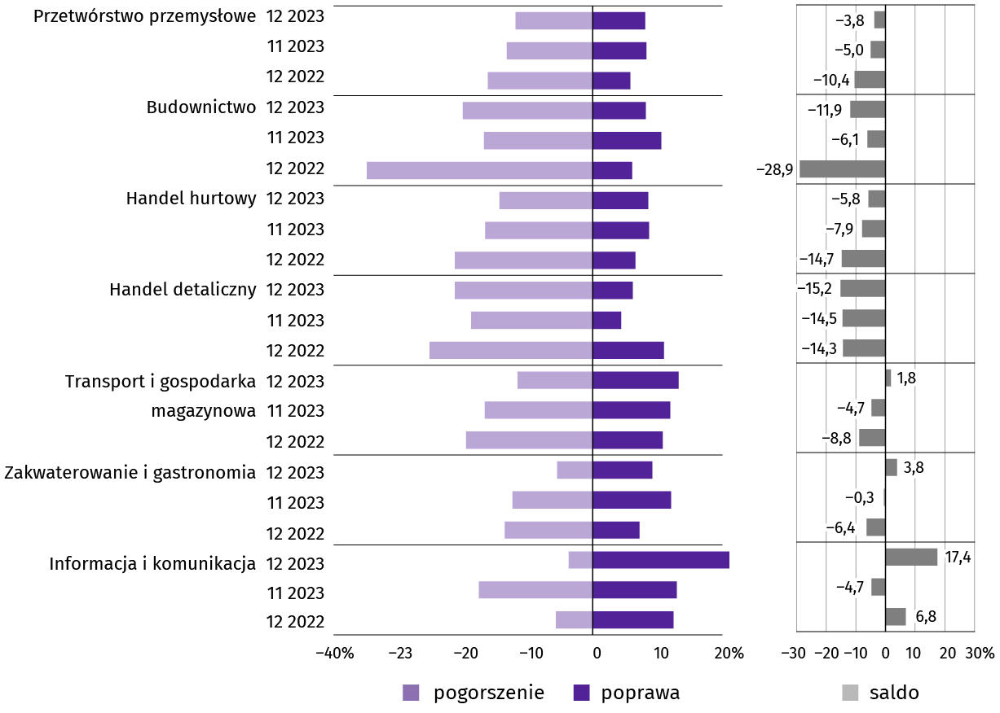 Przetwórstwo przemysłowe 12 2023 −3,8
11 2023 −5,0
12 2022 −10,4
Budownictwo 12 2023 −11,9
11 2023 −6,1
12 2022 −28,9
Handel hurtowy 12 2023 −5,8
11 2023 −7,9
12 2022 −14,7
Handel detaliczny 12 2023 −15,2
11 2023 −14,5
12 2022 −14,3
Transport i gospodarka 12 2023 1,8
magazynowa 11 2023 −4,7
12 2022 −8,8
Zakwaterowanie i gastronomia 12 2023 3,8
11 2023 −0,3
12 2022 −6,4
Informacja i komunikacja 12 2023 17,4
11 2023 −4,7
12 2022 6,8
−40% −23 −20 −10 0 10 20% −30 −20 −10 0 10 20 30%
pogorszenie poprawa saldo